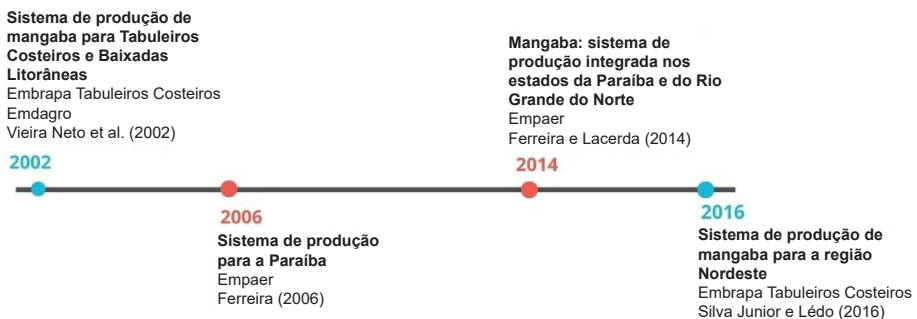 Sistema de produção de
mangaba para Tabuleiros
Costeiros e Baixadas
Litorâneas
Embrapa Tabuleiros Costeiros
Emdagro
Vieira Neto et al. (2002)
2002
2006
Sistema de produção
para a Paraíba
Empaer
Ferreira (2006)
Mangaba: sistema de
produção integrada nos
estados da Paraíba e do Rio
Grande do Norte
Empaer
Ferreira e Lacerda (2014)
2014
2016
Sistema de produção de
mangaba para a região
Nordeste
Embrapa Tabuleiros Costeiros
Silva Junior e Lédo (2016)